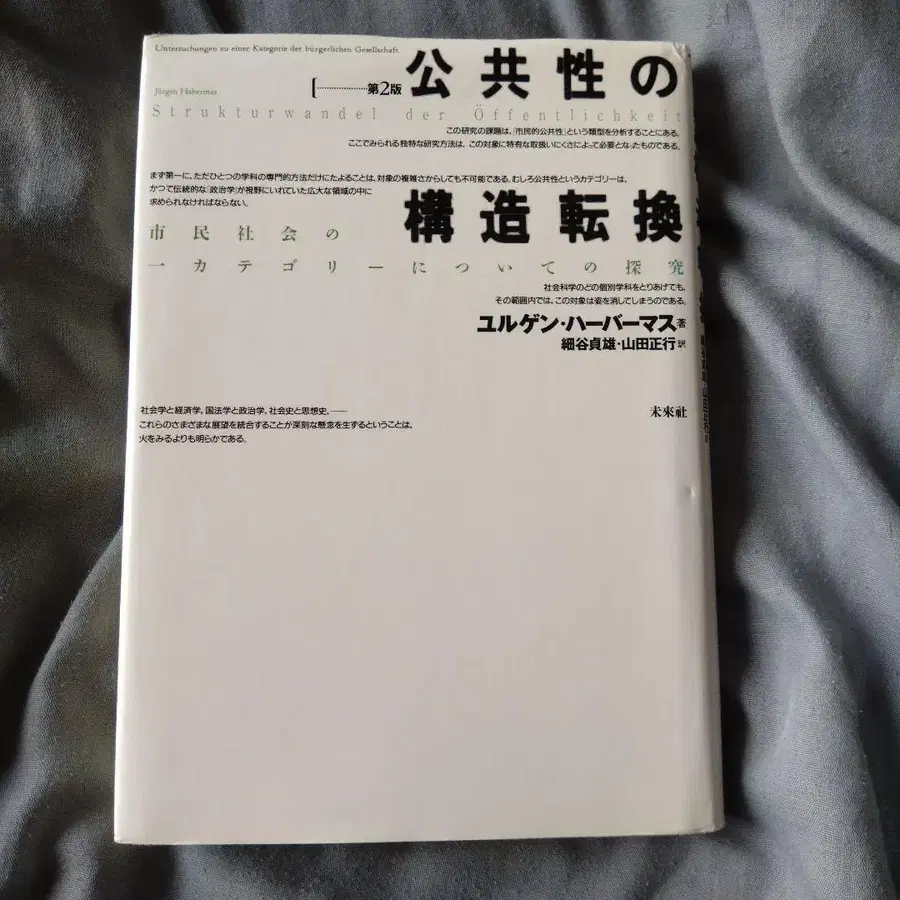 Untersuchungen zu einer Kategorie der bürgerlichen Gesellschaft
第2版 公共性の
Jürgen Habermas
Strukturwandel der Öffentlichkeit
この研究の課題は、「市民的公共性」という類型を分析することにある。
ここでみられる独特な研究方法は、この対象に特有な取扱いにくさによって必要となったものである。
まず第一に、ただひとつの学科の専門的方法だけにたよることは、対象の複雑さからしても不可能である。むしろ公共性というカテゴリーは、
かつて伝統的な「政治学」が視野にいれていた広大な領域の中に
求められなければならない。
構造転換
市民社会の
一カテゴリーについての探究
社会科学のどの個別学科をとりあげても、
その範囲内では、この対象は姿を消してしまうのである。
ユルゲン・ハーバーマス 著
細谷貞雄・山田正行 訳
未來社
社会学と経済学、国法学と政治学、社会史と思想史、――
これらのさまざまな展望を統合することが深刻な懸念を生ずるということは、
火をみるよりも明らかである。